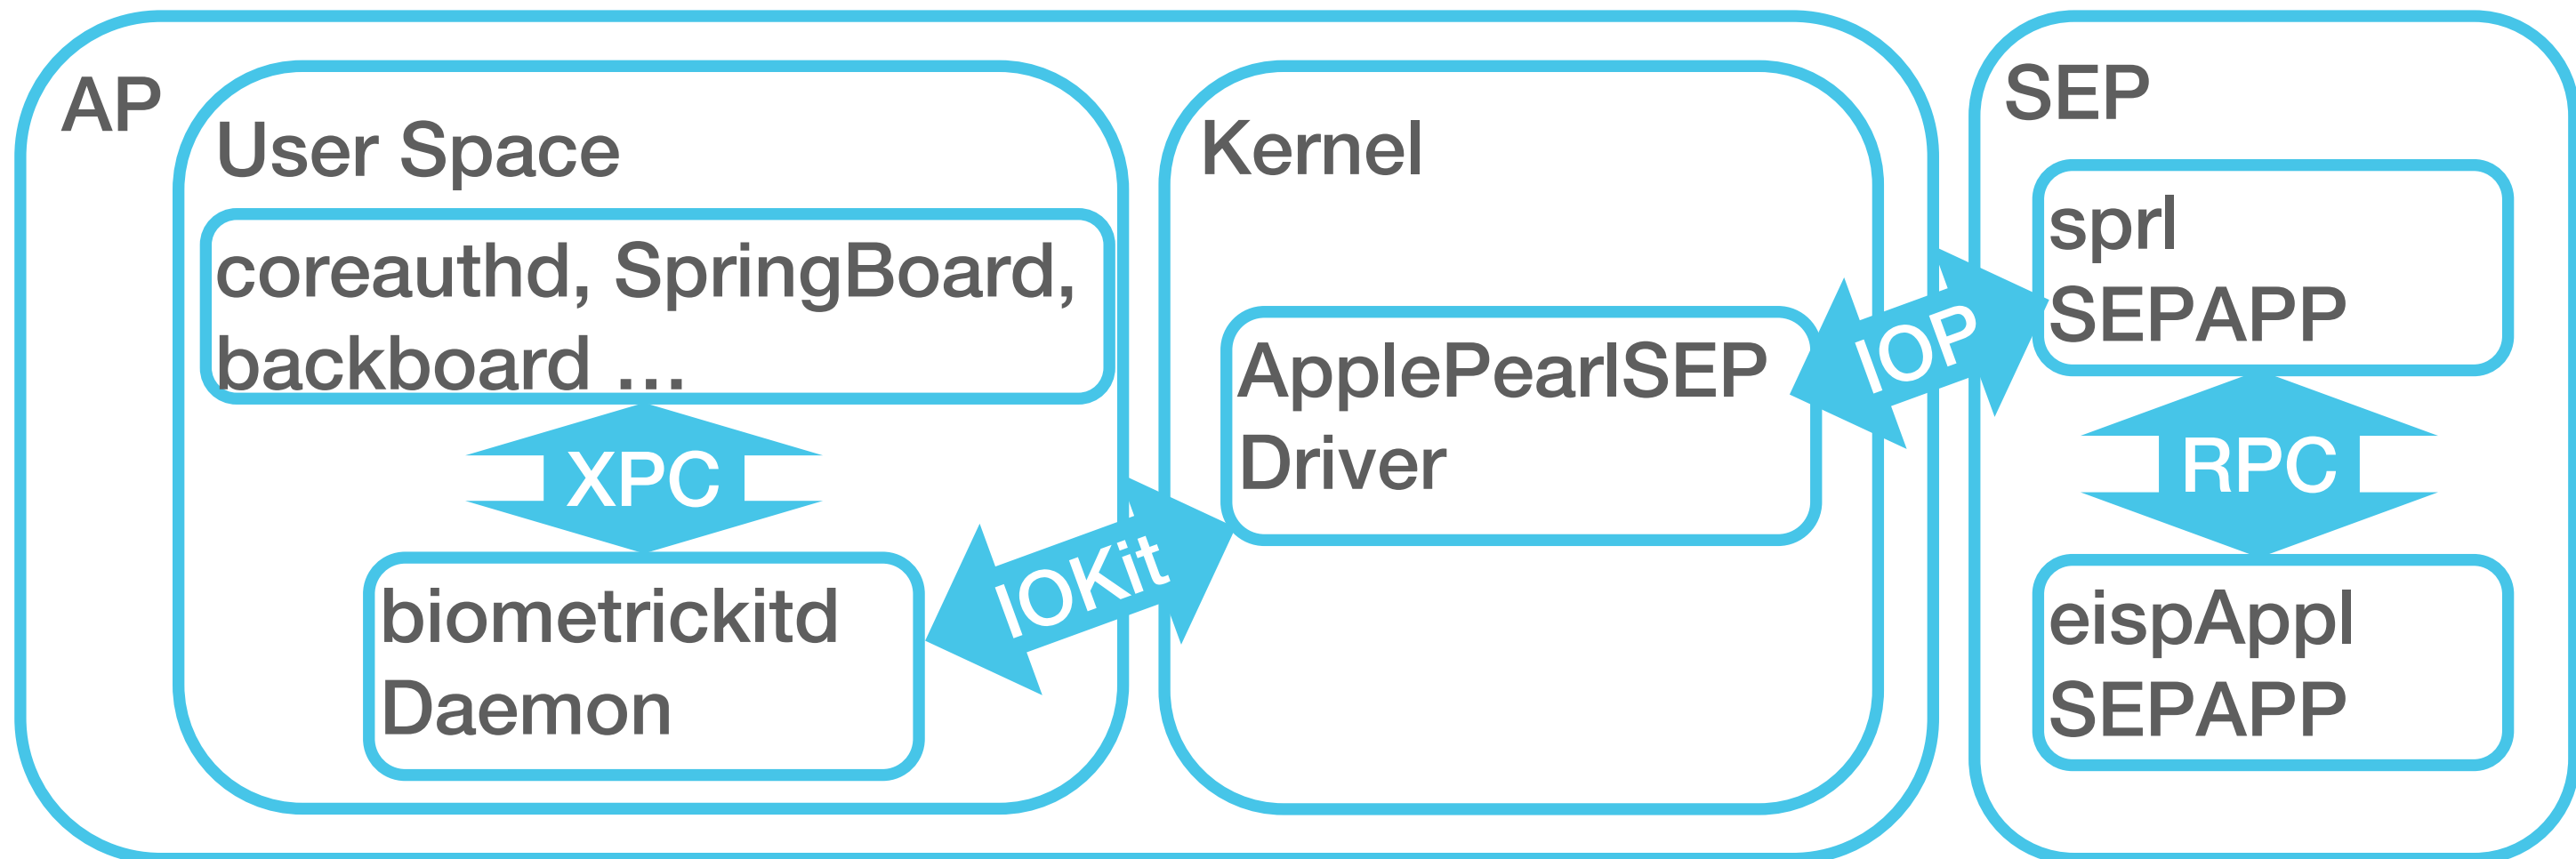 AP
User Space
coreauthd, SpringBoard,
backboard ...
XPC
biometrickitd
Daemon
IOKit
Kernel
ApplePearlSEP
Driver
IOP
SEP
sprl
SEPAPP
RPC
eispAppl
SEPAPP